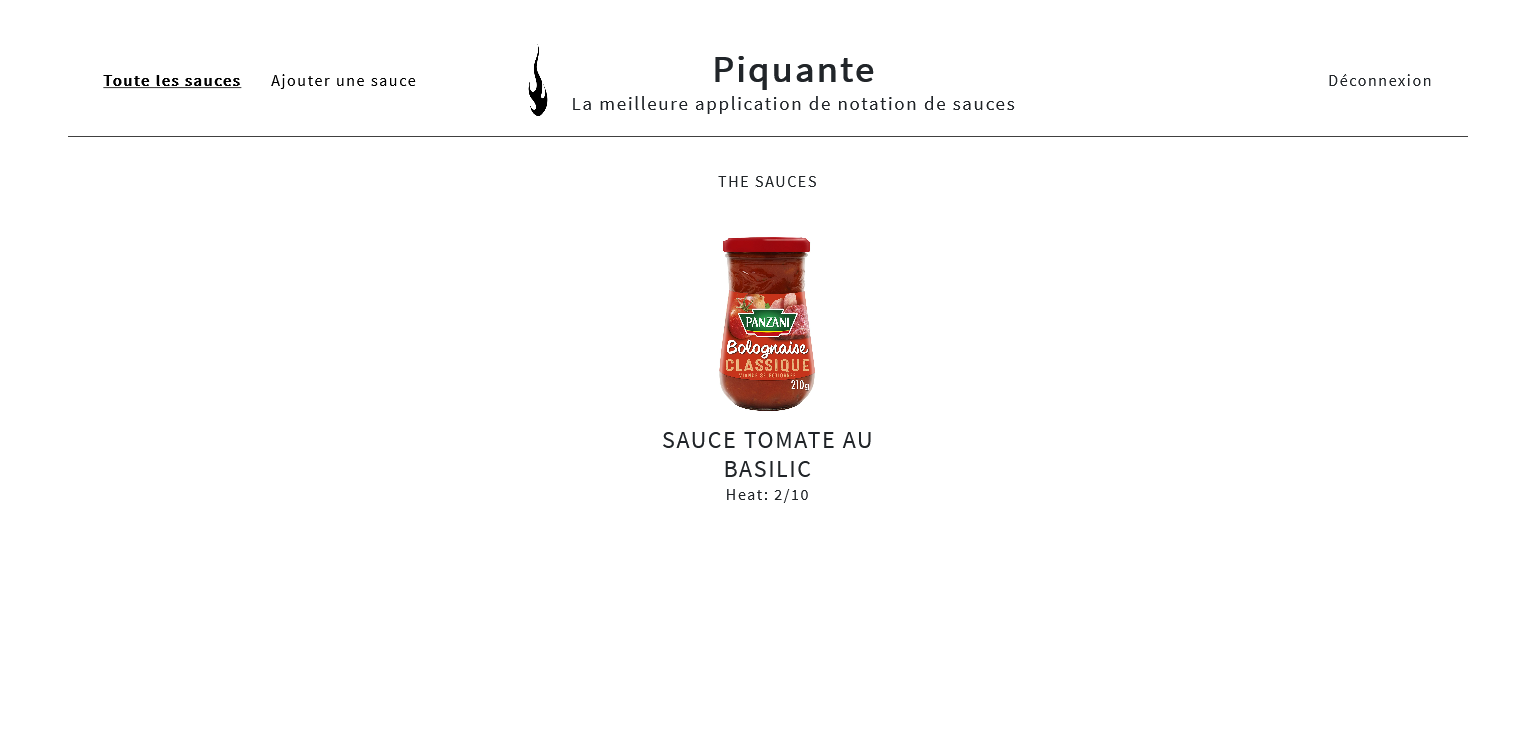 Toute les sauces
Ajouter une sauce
Piquante
La meilleure application de notation de sauces
Déconnexion
THE SAUCES
PANZANI
Bolognaise
CLASSIQUE
210g
SAUCE TOMATE AU
BASILIC
Heat: 2/10